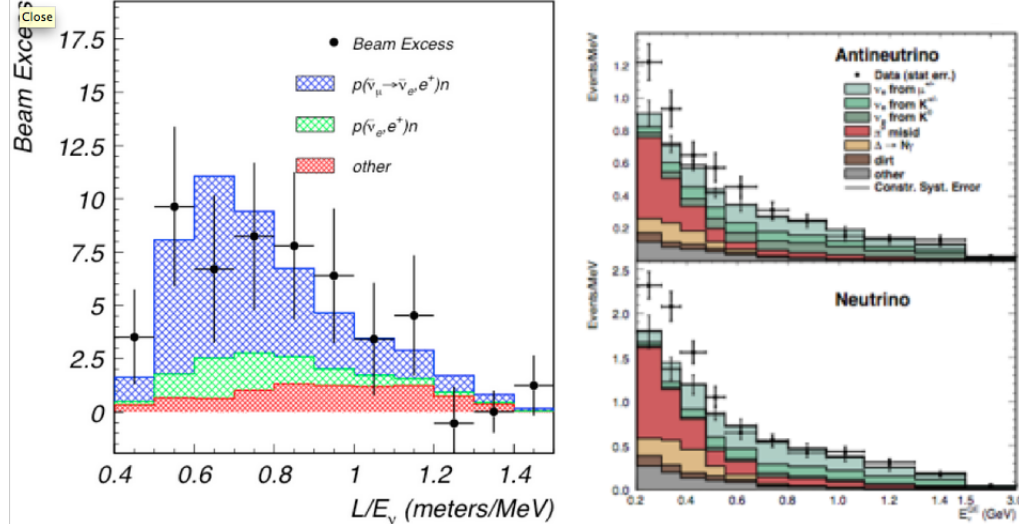 Close
Beam Excess
17.5
15
12.5
10
7.5
5
2.5
0
Beam Excess
p(ν̄μ→ν̄e,e⁺)n
p(ν̄e,e⁺)n
other
0.4 0.6 0.8 1 1.2 1.4
L/Eν (meters/MeV)
Events/MeV
1.2
1.0
0.8
0.6
0.4
0.2
Antineutrino
Data (stat err.)
νe from μ+/-
νe from K+/-
from K⁰
misid
Δ → Nγ
dirt
other
Constr. Syst. Error
Events/MeV
2.5
2.0
1.5
1.0
0.5
0.0
Neutrino
0.2 0.4 0.6 0.8 1.0 1.2 1.4 1.5 3.0
Eν^QE (GeV)